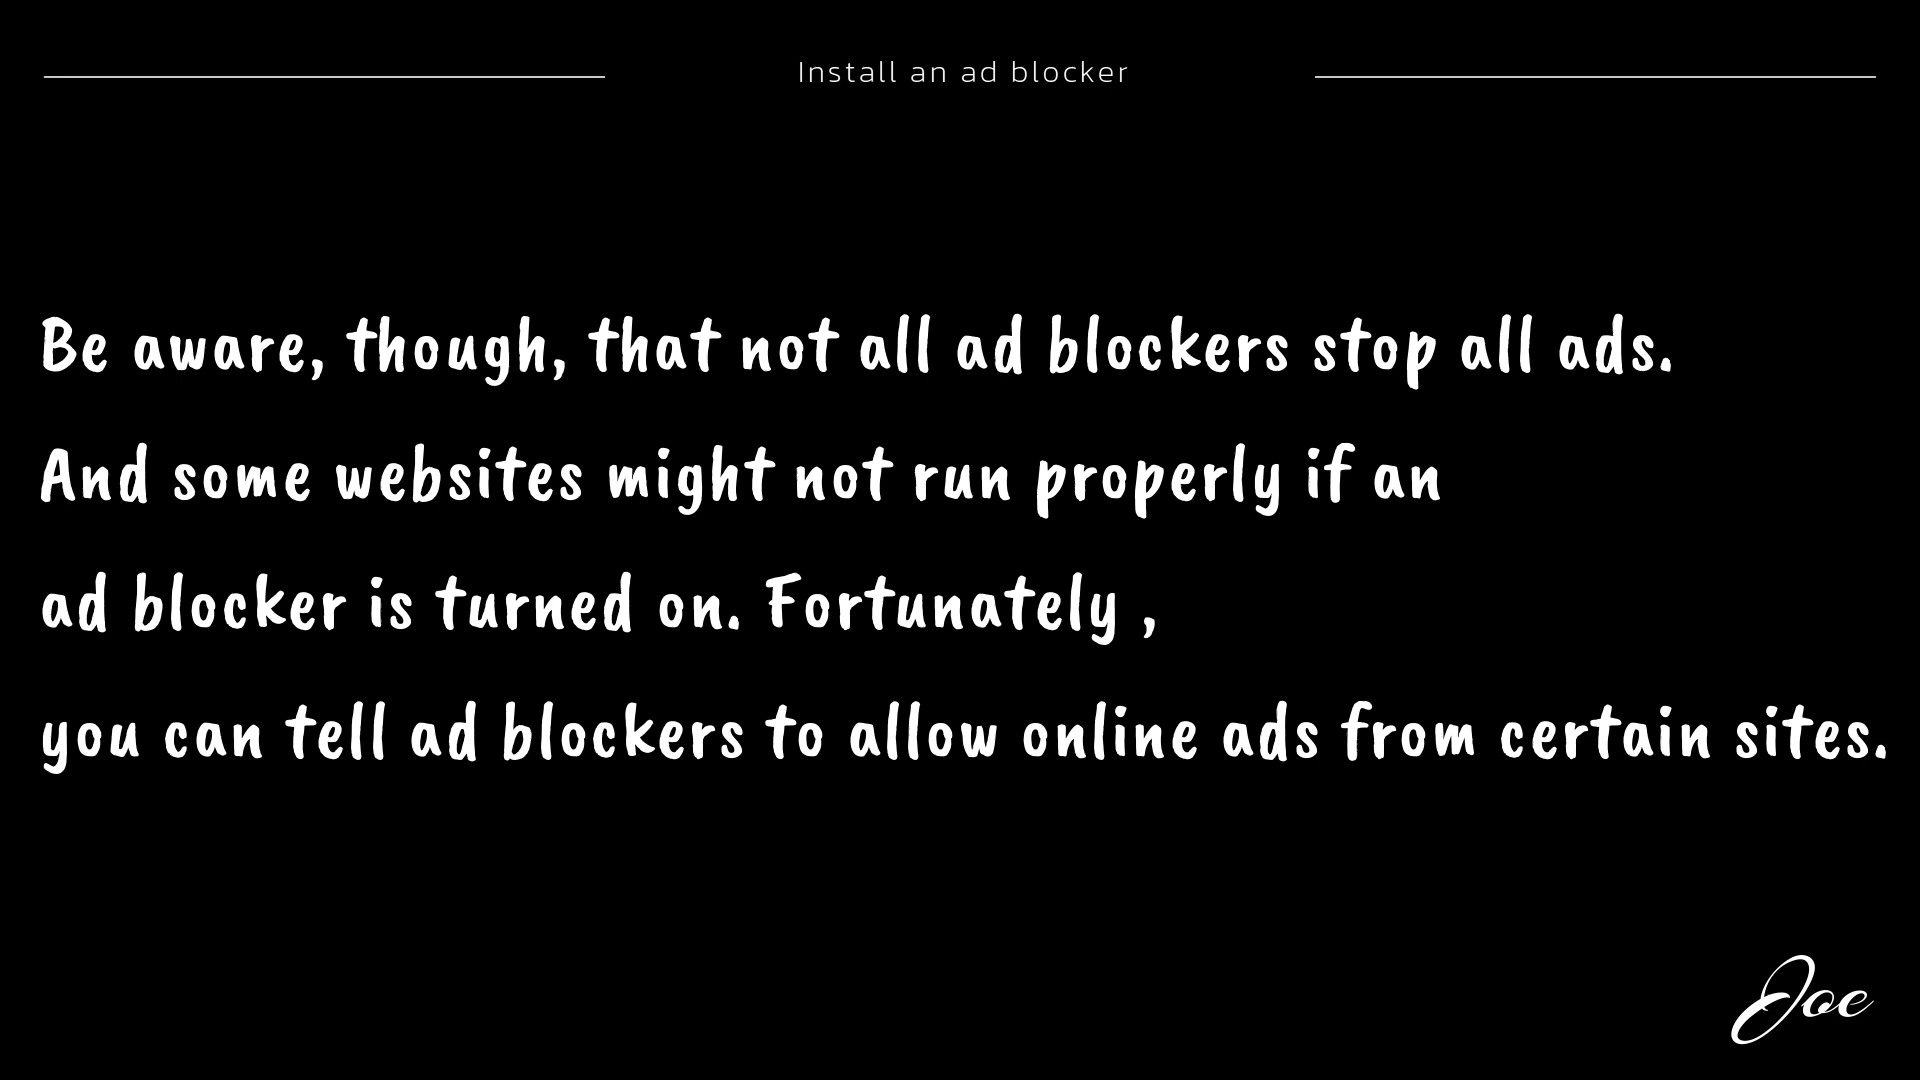 Install an ad blocker
Be aware, though, that not all ad blockers stop all ads.
And some websites might not run properly if an
ad blocker is turned on. Fortunately ,
you can tell ad blockers to allow online ads from certain sites.
Joe